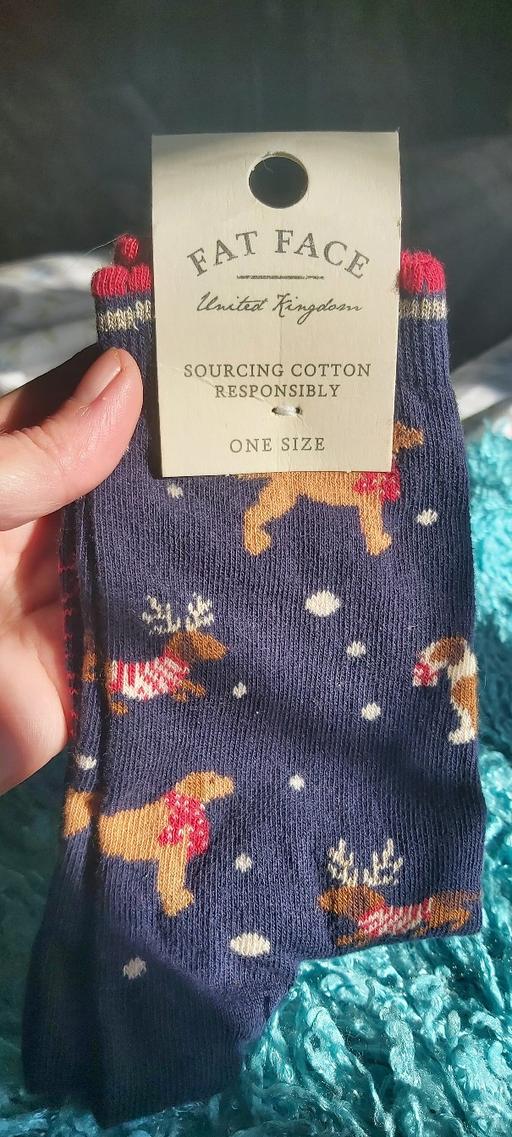 FAT FACE
United Kingdom
SOURCING COTTON
RESPONSIBLY
ONE SIZE